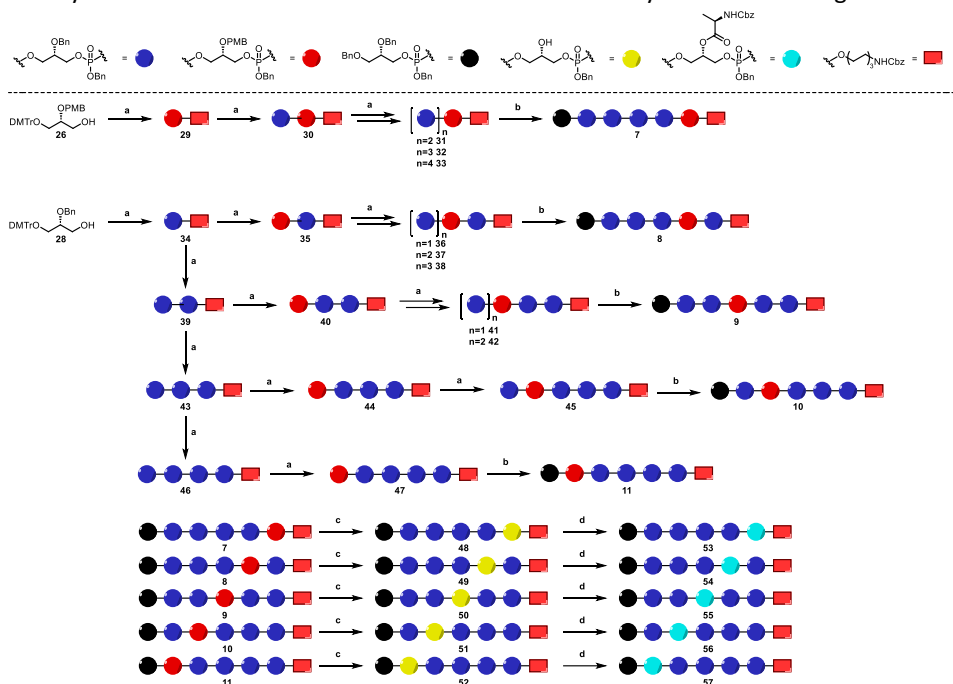 OBn
O
O
P
O
OBn
=
OPMB
O
O
P
O
OBn
=
OBn
BnO
O
P
O
OBn
=
OH
O
O
P
O
OBn
=
NHCbz
O
O
O
O
P
O
OBn
=
O
3
NHCbz
=
OPMB
DMTrO
OH
26
a
29
a
30
a
n
n=2 31
n=3 32
n=4 33
b
7
OBn
DMTrO
OH
28
a
34
a
35
a
n
n=1 36
n=2 37
n=3 38
b
8
a
39
a
40
a
n
n=1 41
n=2 42
b
9
a
43
a
44
a
45
b
10
a
46
a
47
b
11
7
c
48
d
53
8
c
49
d
54
9
c
50
d
55
10
c
51
d
56
11
c
52
d
57